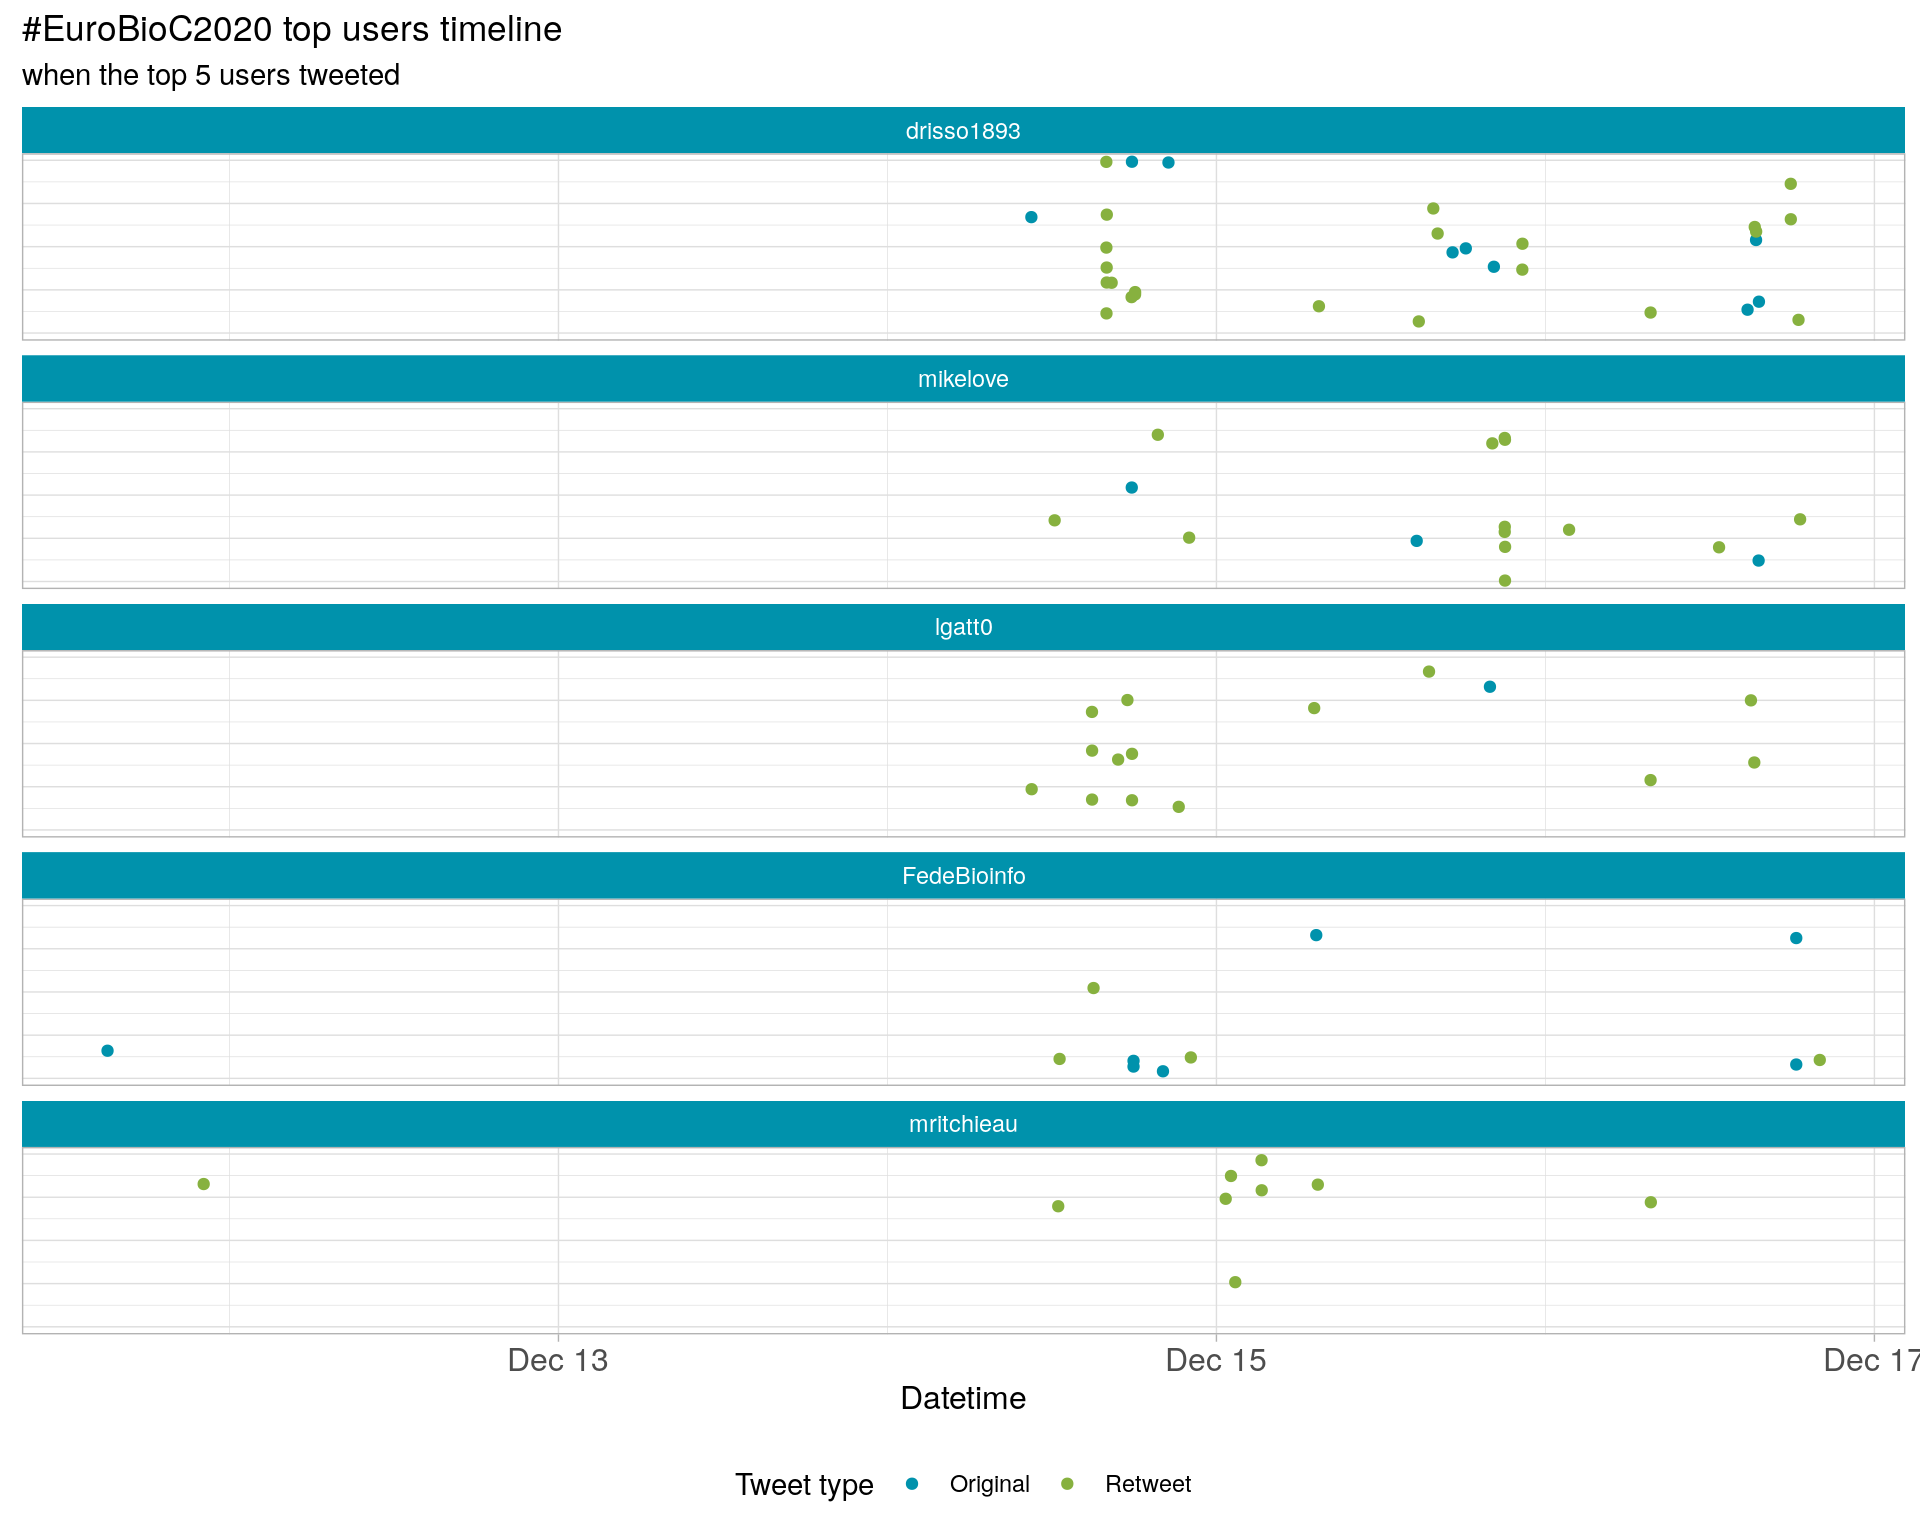 #EuroBioC2020 top users timeline
when the top 5 users tweeted
drisso1893
mikelove
lgatt0
FedeBioinfo
mritchieau
Dec 13 Dec 15 Dec 17
Datetime
Tweet type Original Retweet